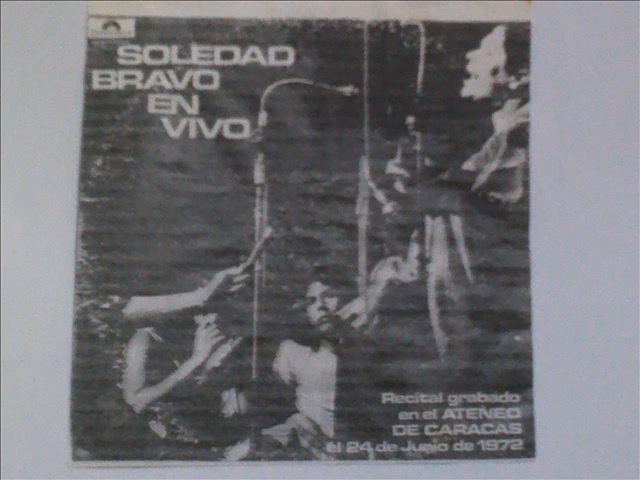 SOLEDAD
BRAVO
EN
VIVO
Recital grabado
en el ATENEO
DE CARACAS
el 24 de Junio de 1972